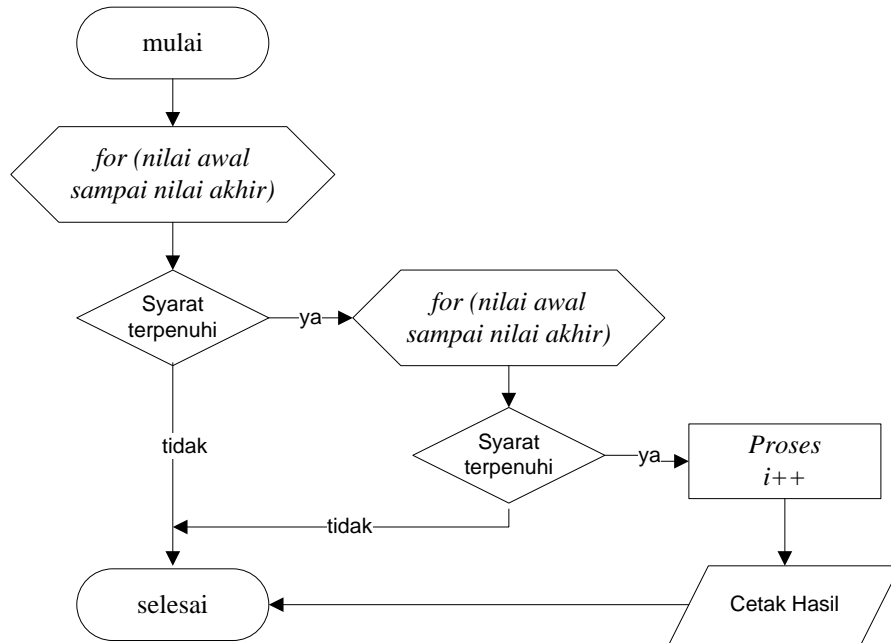 mulai
for (nilai awal
sampai nilai akhir)
Syarat
terpenuhi
ya
for (nilai awal
sampai nilai akhir)
tidak
Syarat
terpenuhi
ya
Proses
i++
tidak
selesai
Cetak Hasil